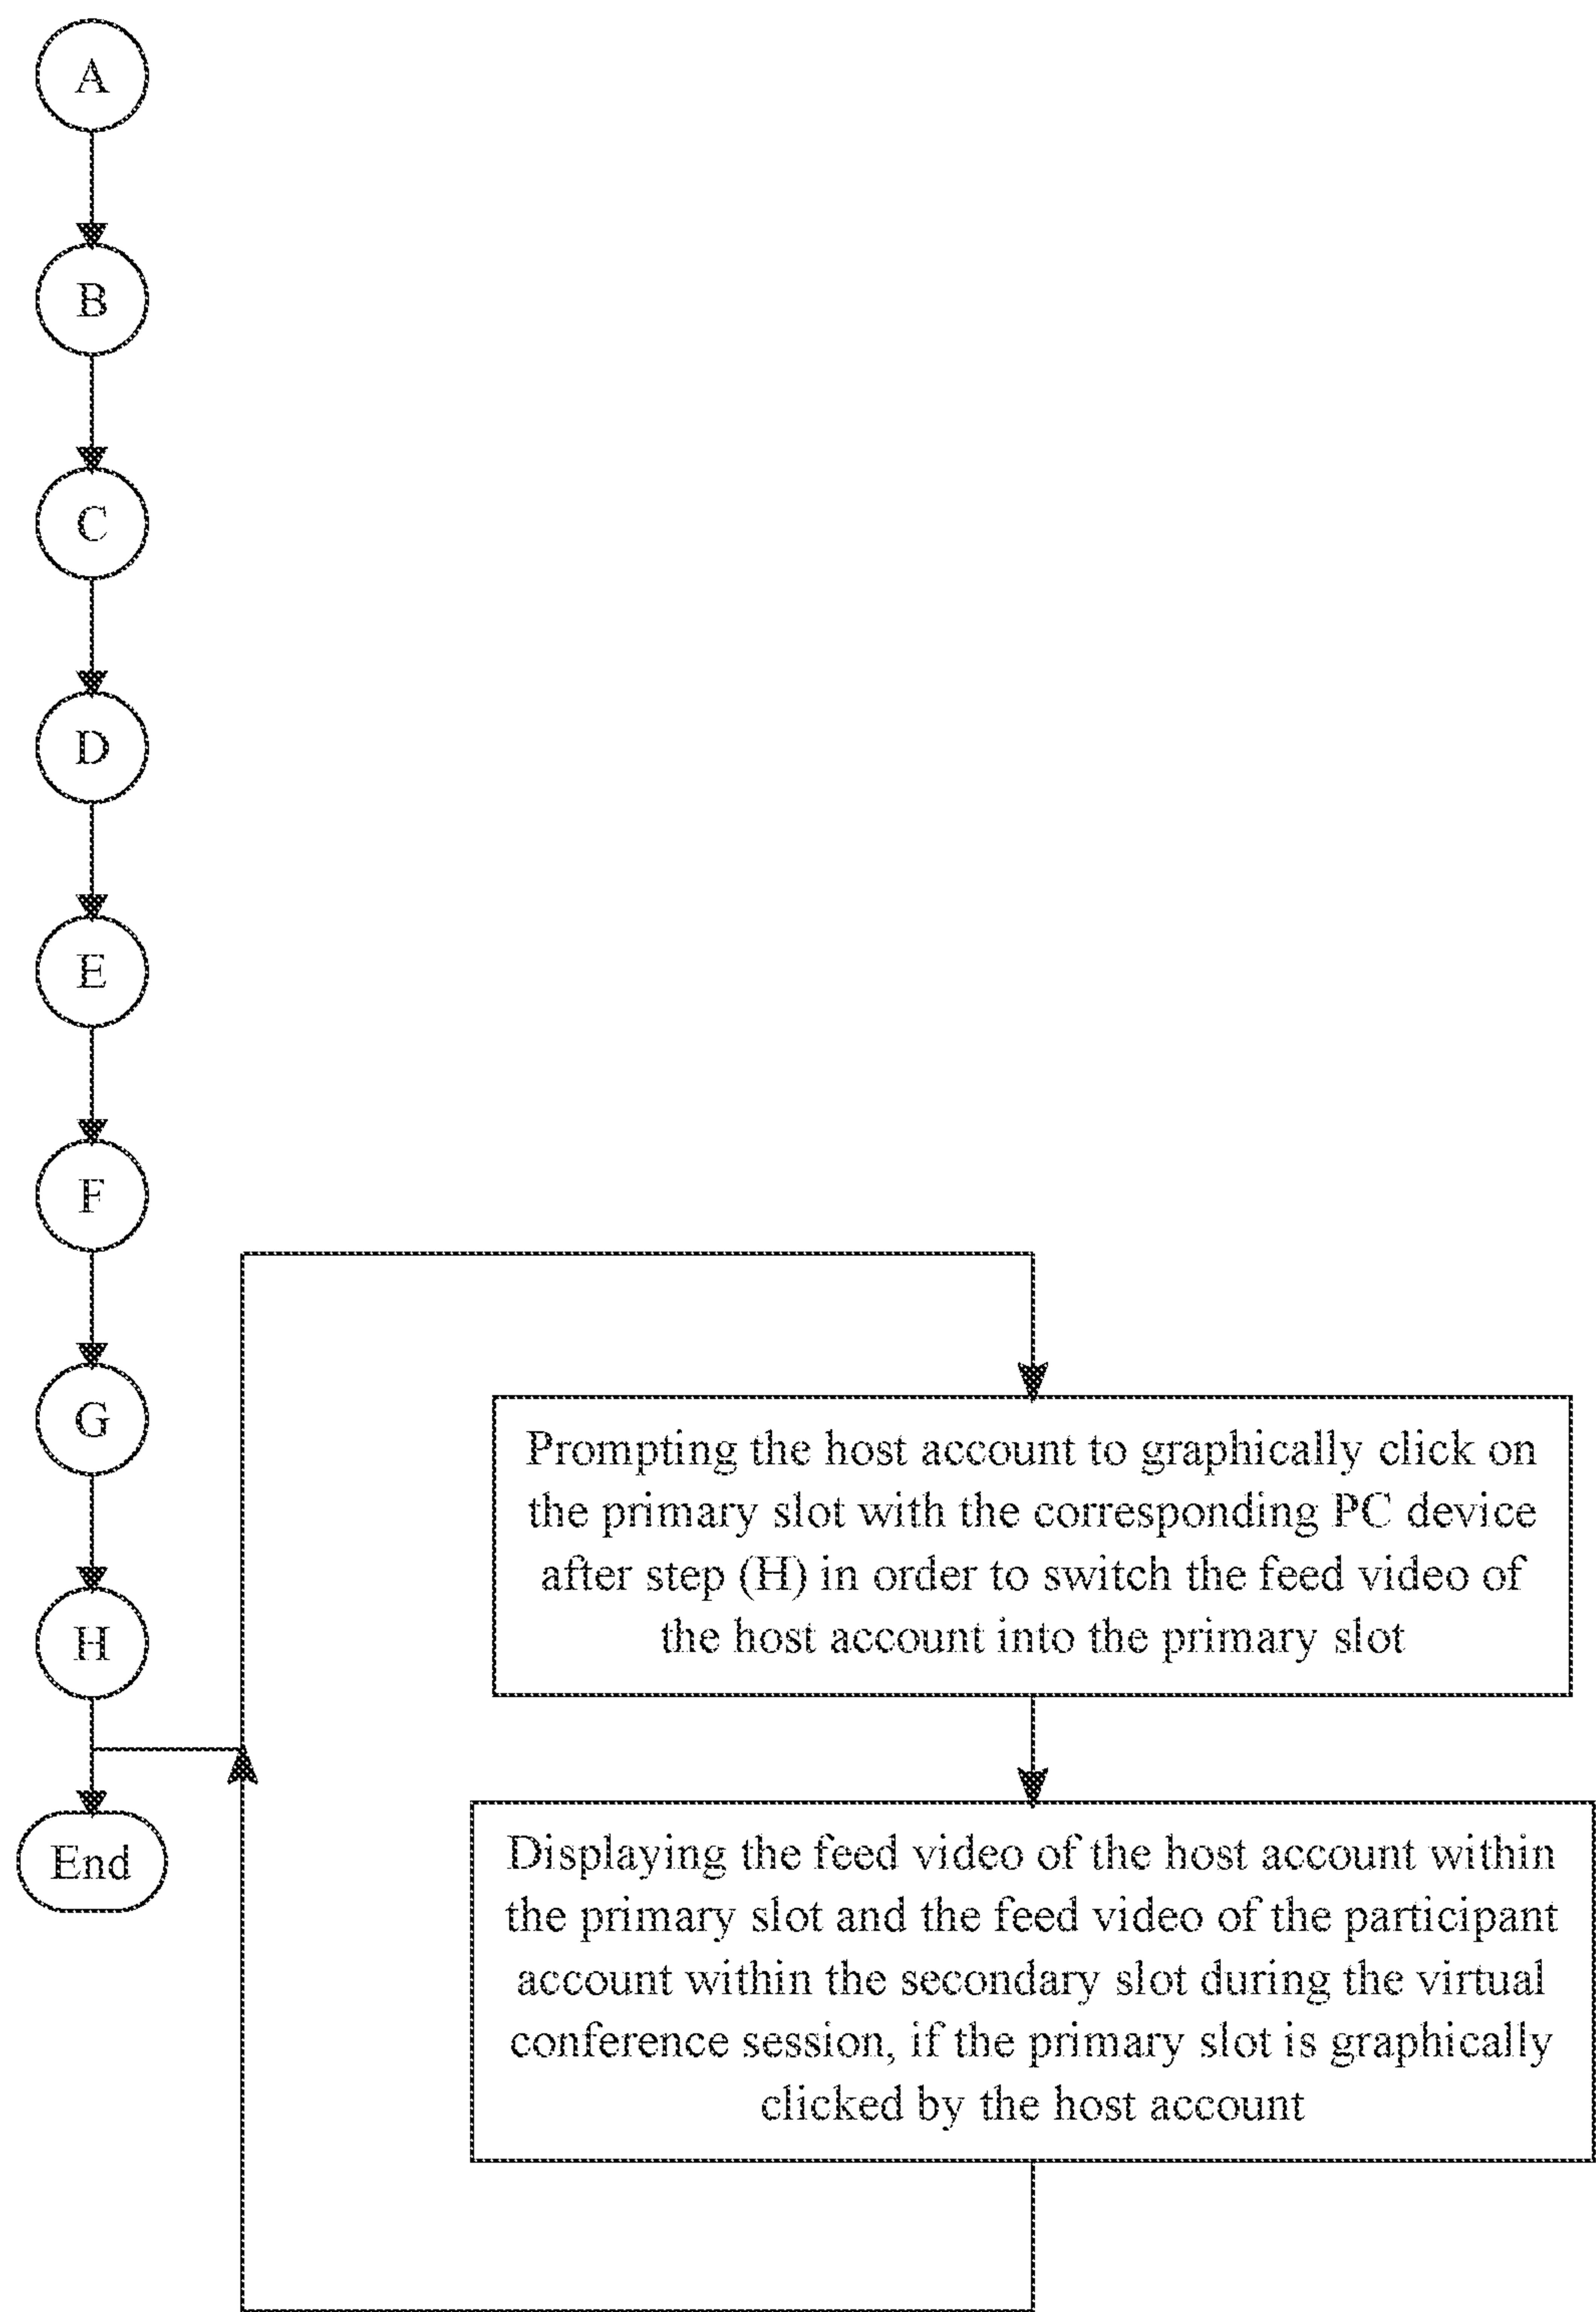 A
B
C
D
E
F
G
H
End
Prompting the host account to graphically click on
the primary slot with the corresponding PC device
after step (H) in order to switch the feed video of
the host account into the primary slot
Displaying the feed video of the host account within
the primary slot and the feed video of the participant
account within the secondary slot during the virtual
conference session, if the primary slot is graphically
clicked by the host account